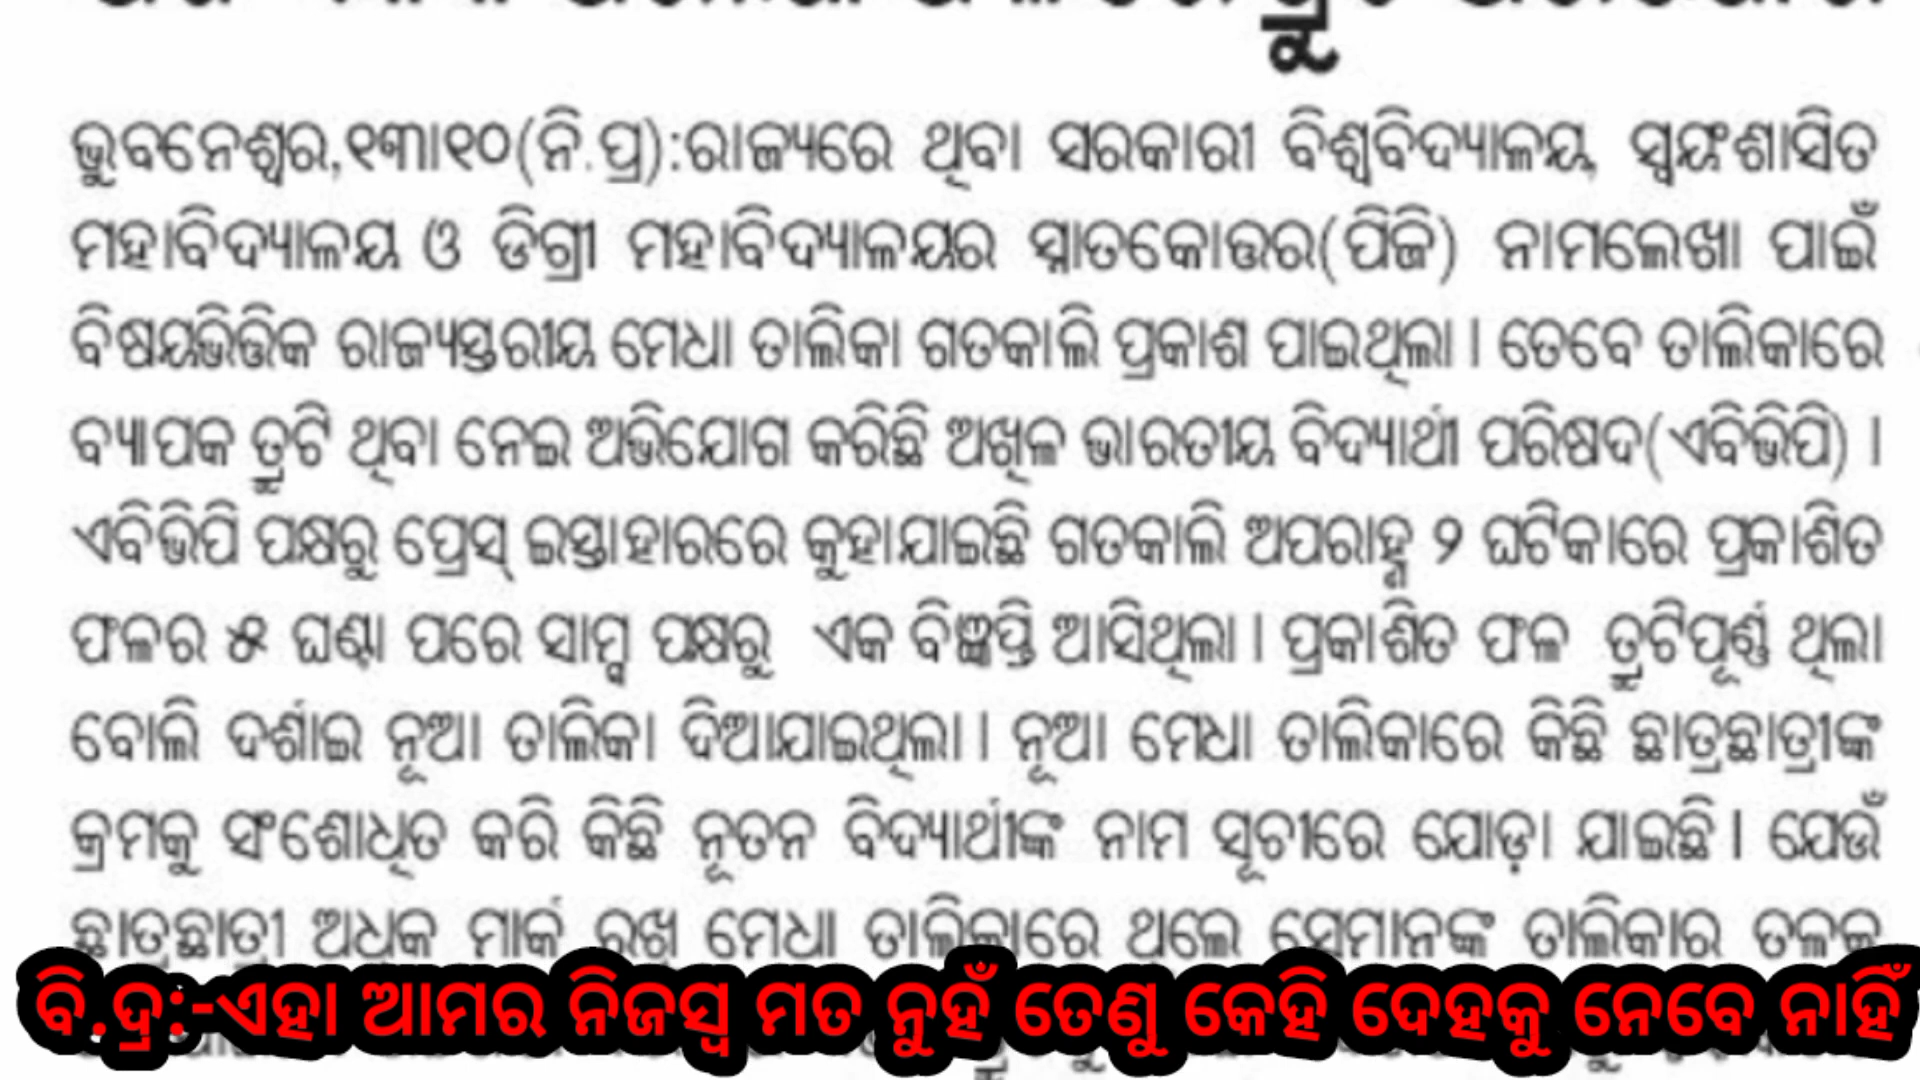 ଭୁବନେଶ୍ୱର,୧୩।୧୦(ନି.ପ୍ର):ରାଜ୍ୟରେ ଥିବା ସରକାରୀ ବିଶ୍ୱବିଦ୍ୟାଳୟ, ସ୍ୱୟଂଶାସିତ
ମହାବିଦ୍ୟାଳୟ ଓ ଡିଗ୍ରୀ ମହାବିଦ୍ୟାଳୟର ସ୍ନାତକୋତ୍ତର(ପିଜି) ନାମଲେଖା ପାଇଁ
ବିଷୟଭିତ୍ତିକ ରାଜ୍ୟସ୍ତରୀୟ ମେଧା ତାଲିକା ଗତକାଲି ପ୍ରକାଶ ପାଇଥିଲା । ତେବେ ତାଲିକାରେ
ବ୍ୟାପକ ତ୍ରୁଟି ଥିବା ନେଇ ଅଭିଯୋଗ କରିଛି ଅଖିଳ ଭାରତୀୟ ବିଦ୍ୟାର୍ଥୀ ପରିଷଦ(ଏବିଭିପି) ।
ଏବିଭିପି ପକ୍ଷରୁ ପ୍ରେସ୍ ଇସ୍ତାହାରରେ କୁହାଯାଇଛି ଗତକାଲି ଅପରାହ୍ନ ୨ ଘଟିକାରେ ପ୍ରକାଶିତ
ଫଳର ୫ ଘଣ୍ଟା ପରେ ସାମ୍ସ ପକ୍ଷରୁ ଏକ ବିଜ୍ଞପ୍ତି ଆସିଥିଲା । ପ୍ରକାଶିତ ଫଳ ତ୍ରୁଟିପୂର୍ଣ୍ଣ ଥିଲା
ବୋଲି ଦର୍ଶାଇ ନୂଆ ତାଲିକା ଦିଆଯାଇଥିଲା । ନୂଆ ମେଧା ତାଲିକାରେ କିଛି ଛାତ୍ରଛାତ୍ରୀଙ୍କ
କ୍ରମକୁ ସଂଶୋଧିତ କରି କିଛି ନୂତନ ବିଦ୍ୟାର୍ଥୀଙ୍କ ନାମ ସୂଚୀରେ ଯୋଡ଼ା ଯାଇଛି । ଯେଉଁ
ଛାତ୍ରଛାତ୍ରୀ ଅଧିକ ମାର୍କ ରଖି ମେଧା ତାଲିକାରେ ଥିଲେ ସେମାନଙ୍କ ତାଲିକାର ତଳକୁ
ବି.ଦ୍ର:-ଏହା ଆମର ନିଜସ୍ୱ ମତ ନୁହଁ ତେଣୁ କେହି ଦେହକୁ ନେବେ ନାହିଁ